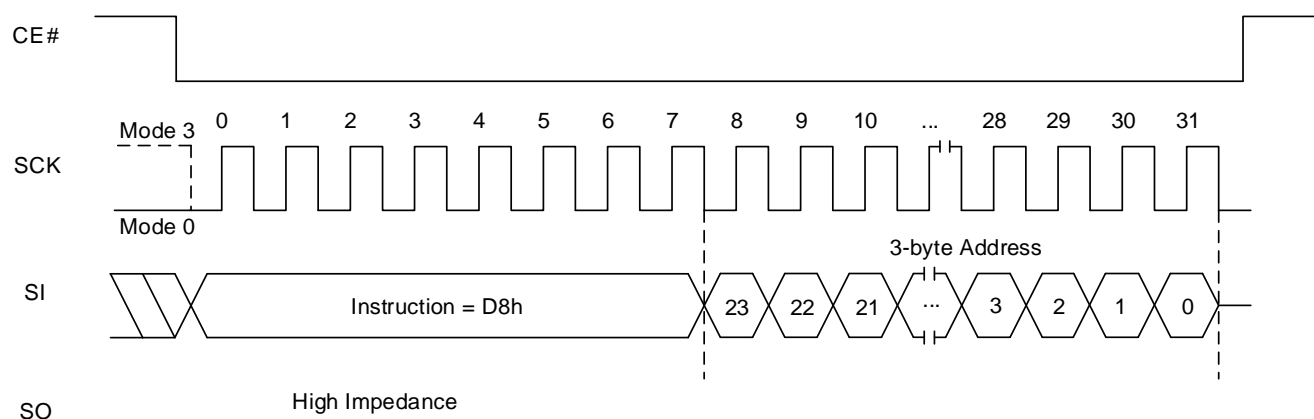 CE#
Mode 3
0 1 2 3 4 5 6 7 8 9 10 ... 28 29 30 31
SCK
Mode 0
3-byte Address
SI
Instruction = D8h
23 22 21 ... 3 2 1 0
High Impedance
SO